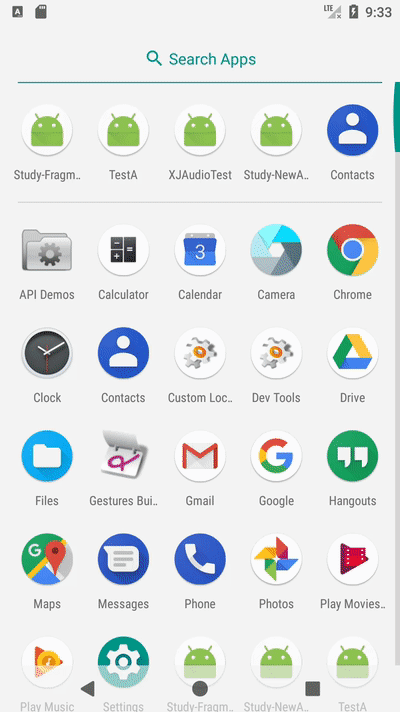 LTE 9:33
Search Apps
Study-Fragm.. TestA XJAudioTest Study-NewA.. Contacts
3
API Demos Calculator Calendar Camera Chrome
Clock Contacts Custom Loc.. Dev Tools Drive
Files Gestures Bui.. Gmail Google Hangouts
Maps Messages Phone Photos Play Movies..
Play Music Settings Study-Fragm.. Study-NewA.. TestA